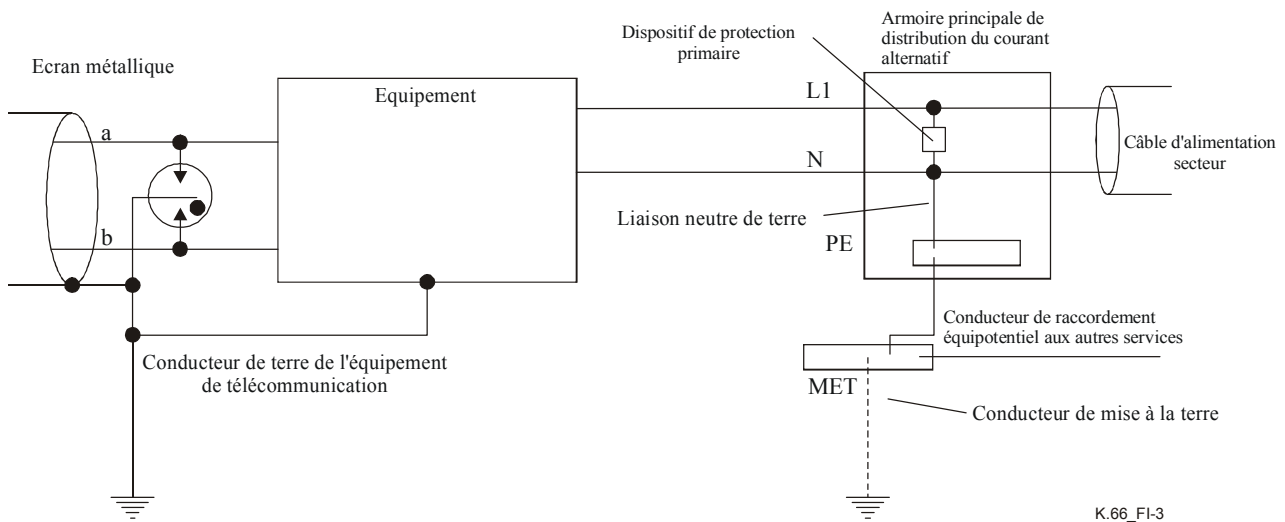 Ecran métallique
a
b
Equipement
Conducteur de terre de l'équipement
de télécommunication
Dispositif de protection
primaire
Armoire principale de
distribution du courant
alternatif
L1
N
Liaison neutre de terre
PE
Câble d'alimentation
secteur
Conducteur de raccordement
équipotentiel aux autres services
MET
Conducteur de mise à la terre
K.66_FI-3